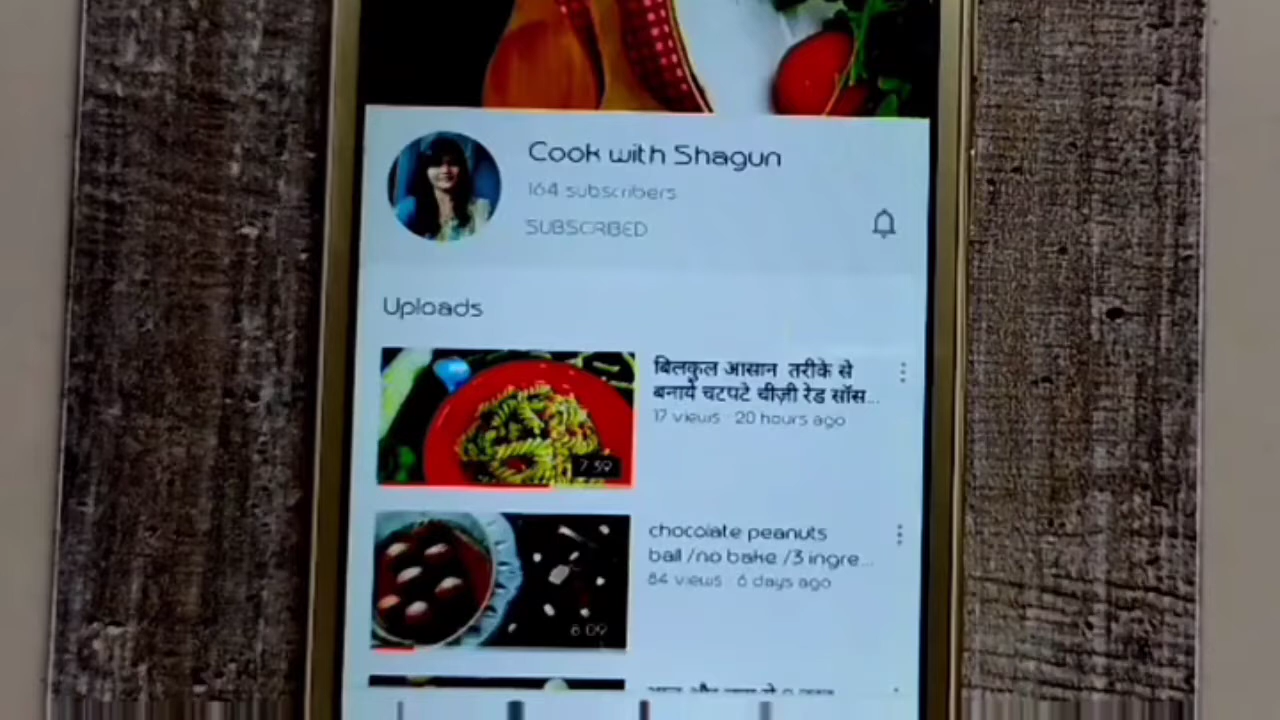 Cook with Shagun
164 subscribers
SUBSCRIBED
Uploads
बिलकुल आसान तरीके से
बनाये चटपटे चीज़ी रेड सॉस...
17 views · 20 hours ago
7:59
chocolate peanuts
ball /no bake /3 ingre...
84 views · 6 days ago
6:09